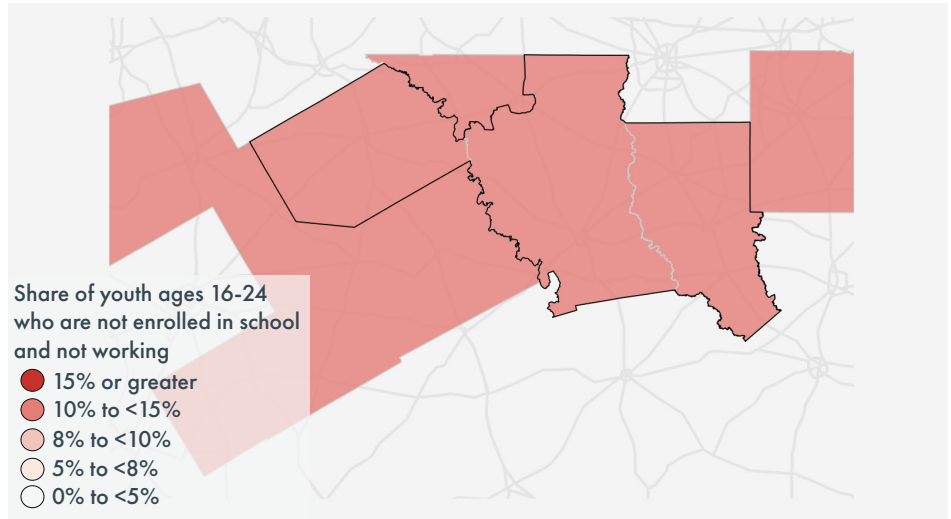 Share of youth ages 16-24
who are not enrolled in school
and not working
15% or greater
10% to <15%
8% to <10%
5% to <8%
0% to <5%